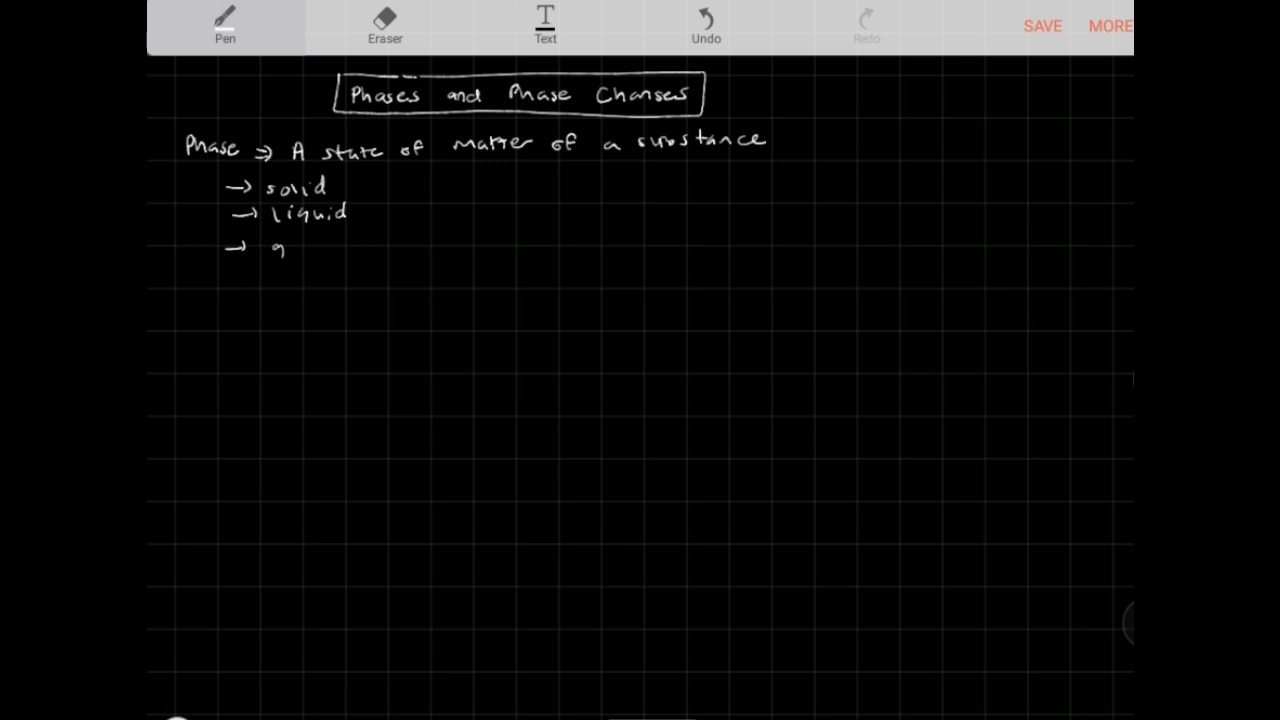 Pen Eraser Text Undo Redo SAVE MORE
Phases and Phase Changes
Phase ⇒ A state of matter of a substance
→ solid
→ liquid
→ g